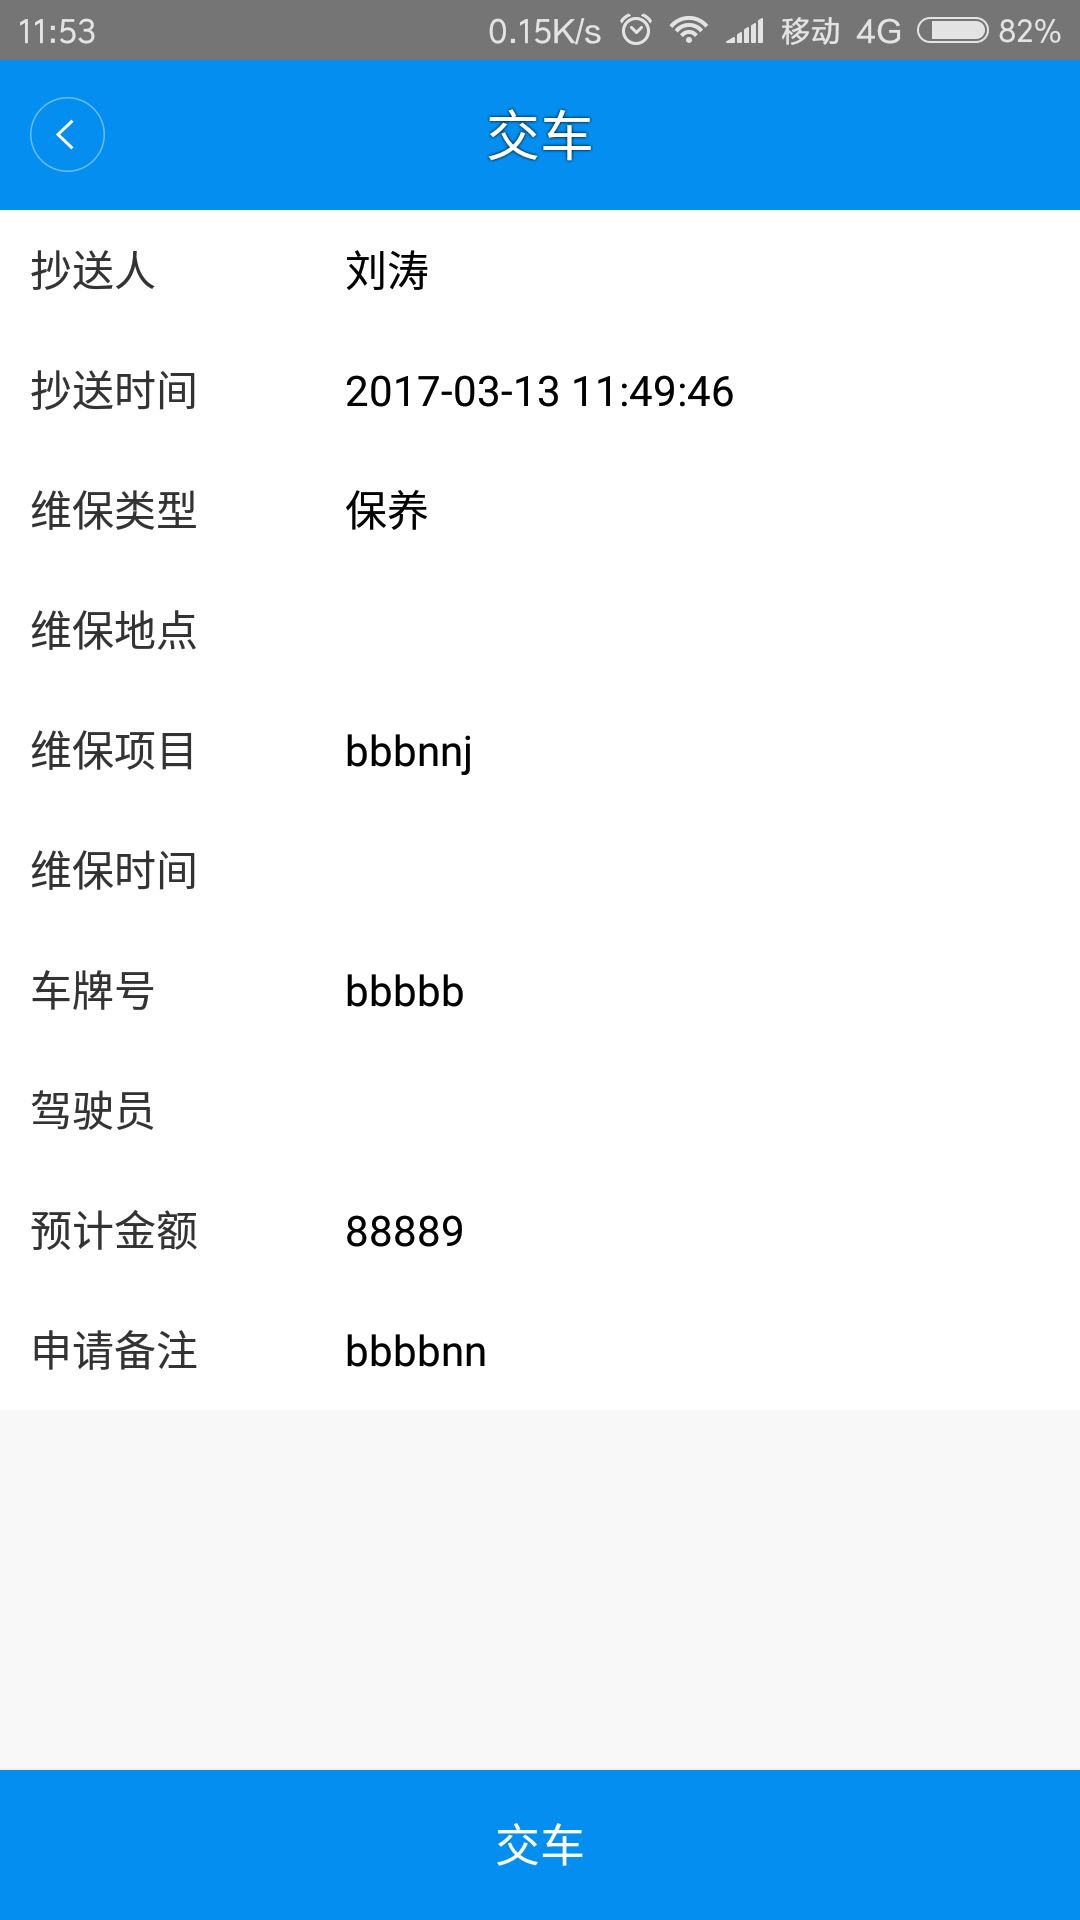 11:53 0.15K/s 移动 4G 82%
交车
抄送人 刘涛
抄送时间 2017-03-13 11:49:46
维保类型 保养
维保地点
维保项目 bbbnnj
维保时间
车牌号 bbbbb
驾驶员
预计金额 88889
申请备注 bbbbnn
交车